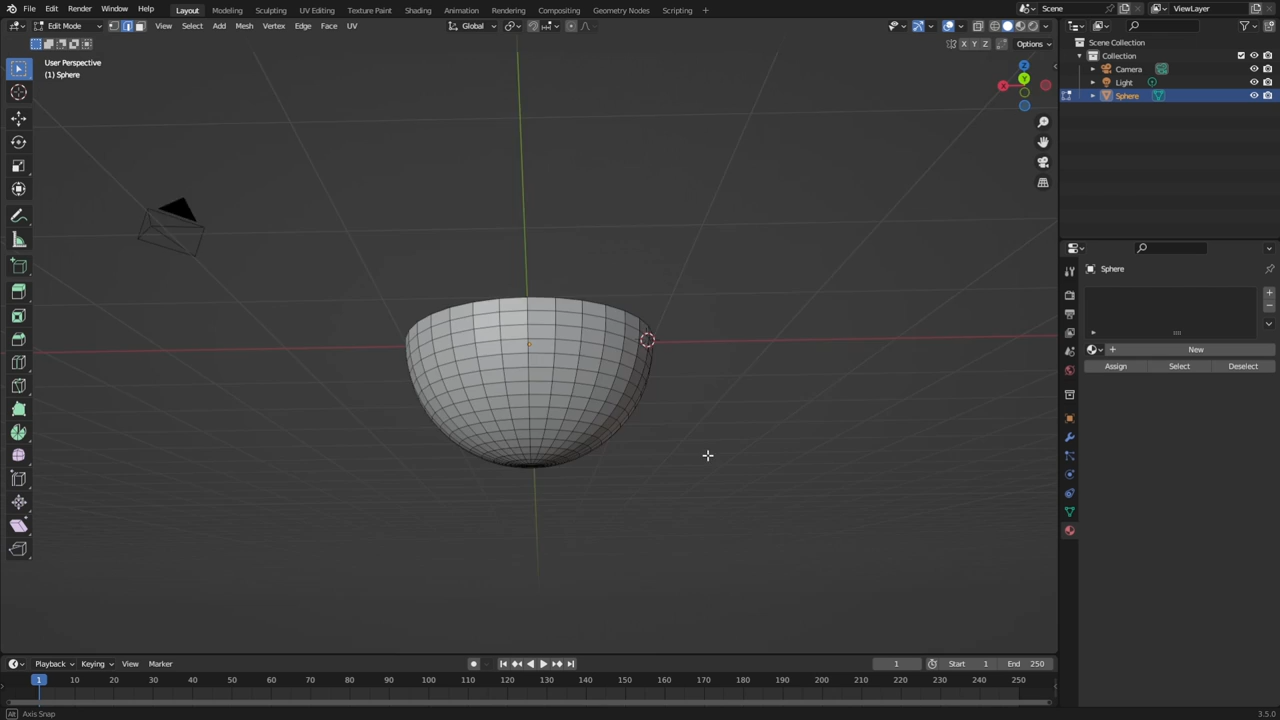 File Edit Render Window Help Layout Modeling Sculpting UV Editing Texture Paint Shading Animation Rendering Compositing Geometry Nodes Scripting + Scene ViewLayer
Edit Mode View Select Add Mesh Vertex Edge Face UV Global
X Y Z Options
Scene Collection
Collection
Camera
Light
Sphere
User Perspective
(1) Sphere
Z
Y
X
Sphere
New
Assign Select Deselect
Playback Keying View Marker 1 Start 1 End 250
1 10 20 30 40 50 60 70 80 90 100 110 120 130 140 150 160 170 180 190 200 210 220 230 240 250
Alt Axis Snap 3.5.0